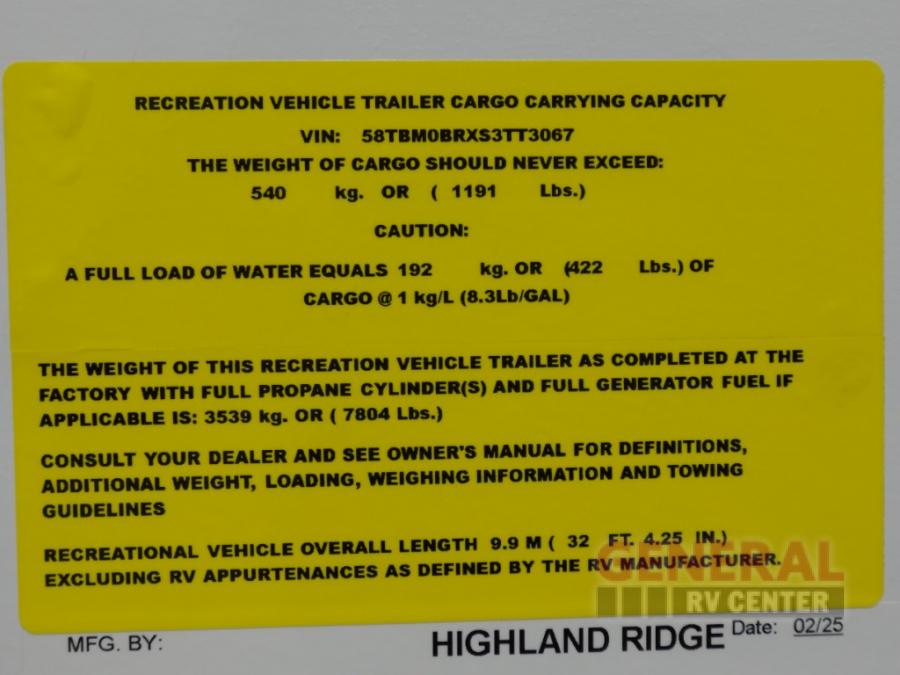 RECREATION VEHICLE TRAILER CARGO CARRYING CAPACITY
VIN: 58TBM0BRXS3TT3067
THE WEIGHT OF CARGO SHOULD NEVER EXCEED:
540 kg. OR ( 1191 Lbs.)
CAUTION:
A FULL LOAD OF WATER EQUALS 192 kg. OR (422 Lbs.) OF
CARGO @ 1 kg/L (8.3Lb/GAL)
THE WEIGHT OF THIS RECREATION VEHICLE TRAILER AS COMPLETED AT THE
FACTORY WITH FULL PROPANE CYLINDER(S) AND FULL GENERATOR FUEL IF
APPLICABLE IS: 3539 kg. OR ( 7804 Lbs.)
CONSULT YOUR DEALER AND SEE OWNER'S MANUAL FOR DEFINITIONS,
ADDITIONAL WEIGHT, LOADING, WEIGHING INFORMATION AND TOWING
GUIDELINES
RECREATIONAL VEHICLE OVERALL LENGTH 9.9 M ( 32 FT. 4.25 IN.)
EXCLUDING RV APPURTENANCES AS DEFINED BY THE RV MANUFACTURER.
GENERAL
RV CENTER
MFG. BY: HIGHLAND RIDGE Date: 02/25